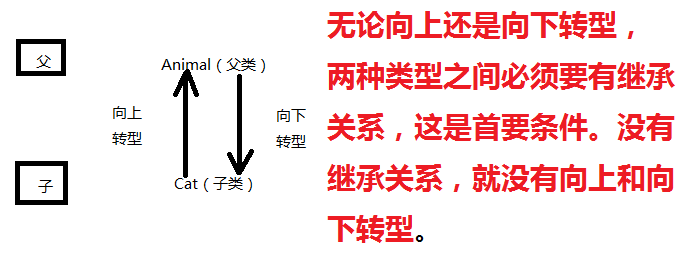 父
Animal（父类）
向上
转型
向下
转型
子
Cat（子类）
无论向上还是向下转型，
两种类型之间必须要有继承
关系，这是首要条件。没有
继承关系，就没有向上和向
下转型。